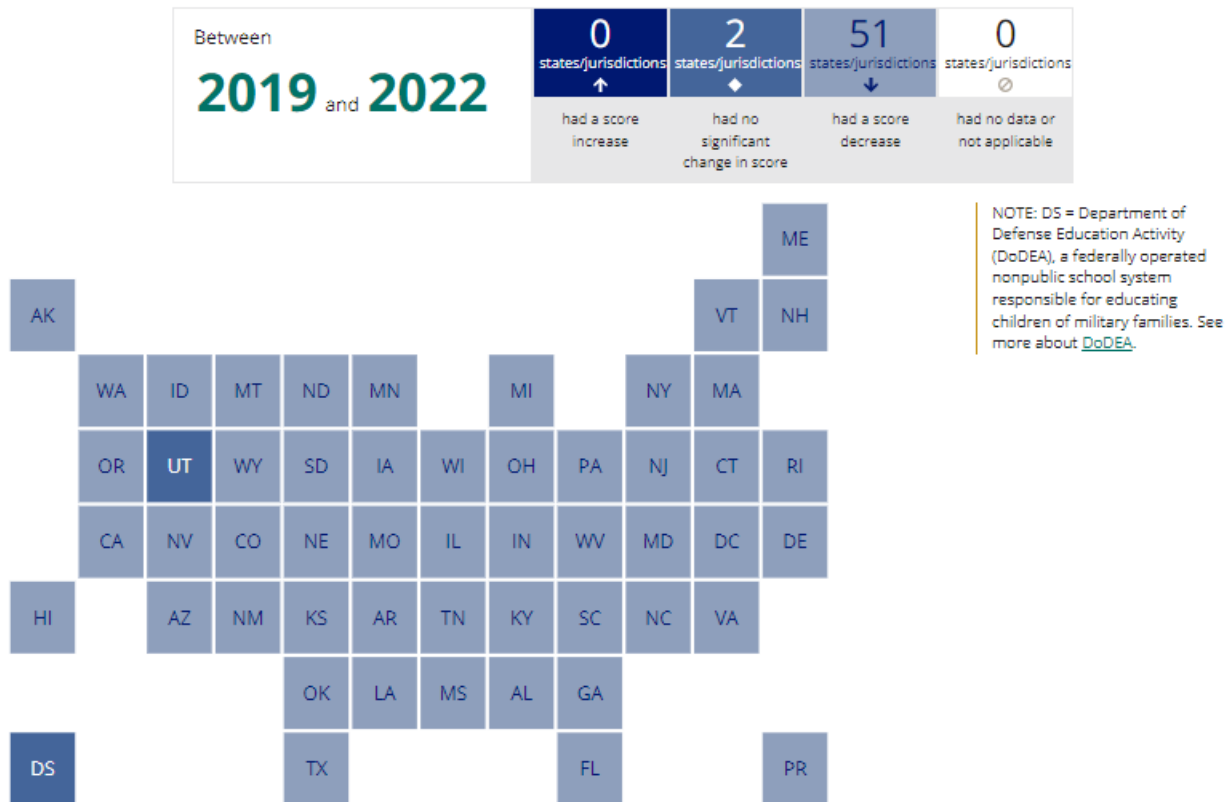 Between
2019 and 2022
0
states/jurisdictions
had a score
increase
2
states/jurisdictions
had no
significant
change in score
51
states/jurisdictions
had a score
decrease
0
states/jurisdictions
had no data or
not applicable
NOTE: DS = Department of
Defense Education Activity
(DoDEA), a federally operated
nonpublic school system
responsible for educating
children of military families. See
more about DoDEA.
ME
AK VT NH
WA ID MT ND MN MI NY MA
OR UT WY SD IA WI OH PA NJ CT RI
CA NV CO NE MO IL IN WV MD DC DE
HI AZ NM KS AR TN KY SC NC VA
OK LA MS AL GA
DS TX FL PR